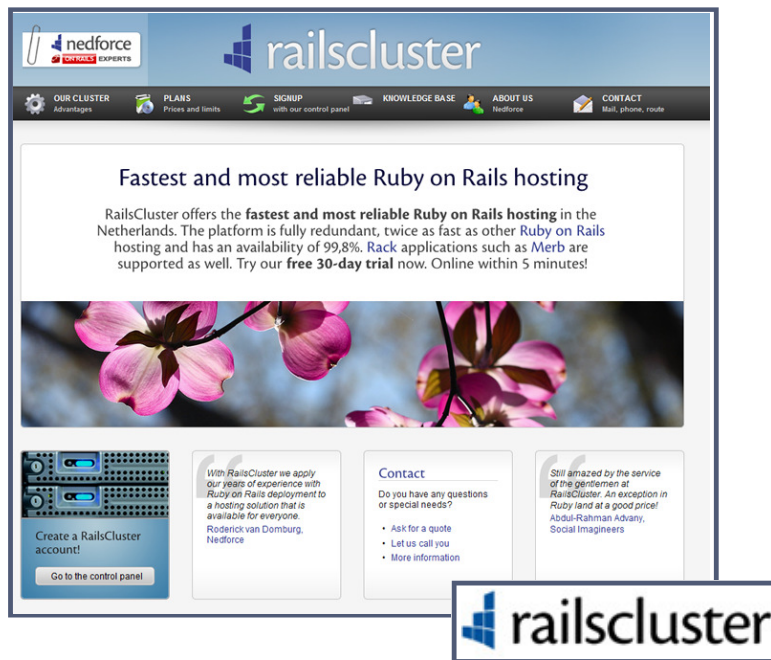 nedforce
ON RAILS EXPERTS
railscluster
OUR CLUSTER
Advantages
PLANS
Prices and limits
SIGNUP
with our control panel
KNOWLEDGE BASE
ABOUT US
Nedforce
CONTACT
Mail, phone, route
Fastest and most reliable Ruby on Rails hosting
RailsCluster offers the fastest and most reliable Ruby on Rails hosting in the
Netherlands. The platform is fully redundant, twice as fast as other Ruby on Rails
hosting and has an availability of 99,8%. Rack applications such as Merb are
supported as well. Try our free 30-day trial now. Online within 5 minutes!
Create a RailsCluster
account!
Go to the control panel
With RailsCluster we apply
our years of experience with
Ruby on Rails deployment to
a hosting solution that is
available for everyone.
Roderick van Domburg,
Nedforce
Contact
Do you have any questions
or special needs?
• Ask for a quote
• Let us call you
• More information
Still amazed by the service
of the gentlemen at
RailsCluster. An exception in
Ruby land at a good price!
Abdul-Rahman Advany,
Social Imagineers
railscluster